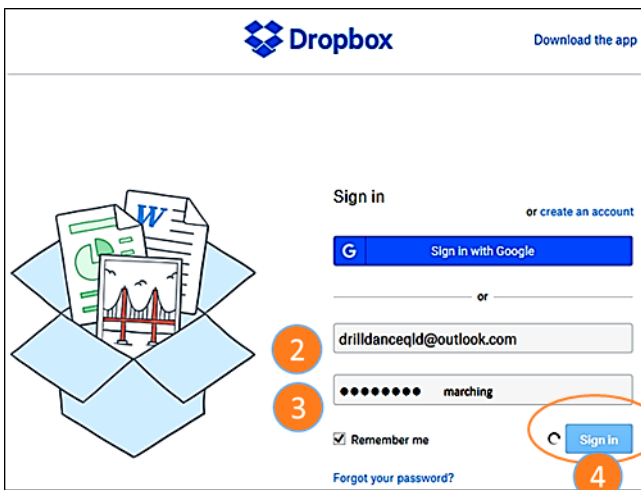 Dropbox
Download the app
Sign in
or create an account
G Sign in with Google
or
2 drilldanceqld@outlook.com
3 ●●●●●●●● marching
Remember me
Sign in
4
Forgot your password?
W